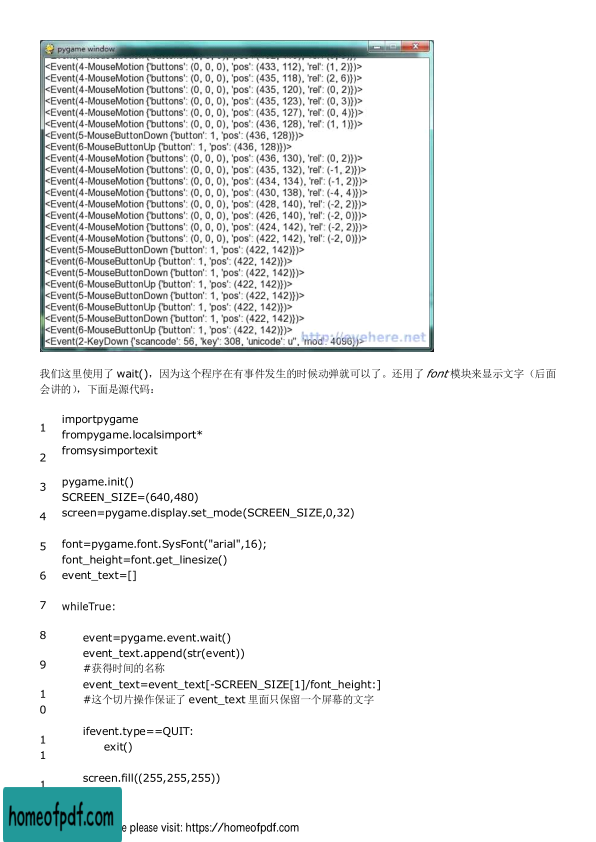 pygame window
<Event(4-MouseMotion {'buttons': (0, 0, 0), 'pos': (433, 112), 'rel': (1, 2)})>
<Event(4-MouseMotion {'buttons': (0, 0, 0), 'pos': (435, 118), 'rel': (2, 6)})>
<Event(4-MouseMotion {'buttons': (0, 0, 0), 'pos': (435, 120), 'rel': (0, 2)})>
<Event(4-MouseMotion {'buttons': (0, 0, 0), 'pos': (435, 123), 'rel': (0, 3)})>
<Event(4-MouseMotion {'buttons': (0, 0, 0), 'pos': (435, 127), 'rel': (0, 4)})>
<Event(4-MouseMotion {'buttons': (0, 0, 0), 'pos': (436, 128), 'rel': (1, 1)})>
<Event(5-MouseButtonDown {'button': 1, 'pos': (436, 128)})>
<Event(6-MouseButtonUp {'button': 1, 'pos': (436, 128)})>
<Event(4-MouseMotion {'buttons': (0, 0, 0), 'pos': (436, 130), 'rel': (0, 2)})>
<Event(4-MouseMotion {'buttons': (0, 0, 0), 'pos': (435, 132), 'rel': (-1, 2)})>
<Event(4-MouseMotion {'buttons': (0, 0, 0), 'pos': (434, 134), 'rel': (-1, 2)})>
<Event(4-MouseMotion {'buttons': (0, 0, 0), 'pos': (430, 138), 'rel': (-4, 4)})>
<Event(4-MouseMotion {'buttons': (0, 0, 0), 'pos': (428, 140), 'rel': (-2, 2)})>
<Event(4-MouseMotion {'buttons': (0, 0, 0), 'pos': (426, 140), 'rel': (-2, 0)})>
<Event(4-MouseMotion {'buttons': (0, 0, 0), 'pos': (424, 142), 'rel': (-2, 2)})>
<Event(4-MouseMotion {'buttons': (0, 0, 0), 'pos': (422, 142), 'rel': (-2, 0)})>
<Event(5-MouseButtonDown {'button': 1, 'pos': (422, 142)})>
<Event(6-MouseButtonUp {'button': 1, 'pos': (422, 142)})>
<Event(5-MouseButtonDown {'button': 1, 'pos': (422, 142)})>
<Event(6-MouseButtonUp {'button': 1, 'pos': (422, 142)})>
<Event(5-MouseButtonDown {'button': 1, 'pos': (422, 142)})>
<Event(6-MouseButtonUp {'button': 1, 'pos': (422, 142)})>
<Event(5-MouseButtonDown {'button': 1, 'pos': (422, 142)})>
<Event(6-MouseButtonUp {'button': 1, 'pos': (422, 142)})>
http://eyehere.net
<Event(2-KeyDown {'scancode': 56, 'key': 308, 'unicode': u'', 'mod': 4096})>
我们这里使用了 wait()，因为这个程序在有事件发生的时候动弹就可以了。还用了 font 模块来显示文字（后面
会讲的），下面是源代码：
importpygame
1
frompygame.localsimport*
fromsysimportexit
2
pygame.init()
3
SCREEN_SIZE=(640,480)
screen=pygame.display.set_mode(SCREEN_SIZE,0,32)
4
font=pygame.font.SysFont("arial",16);
5
font_height=font.get_linesize()
event_text=[]
6
whileTrue:
7
event=pygame.event.wait()
8
event_text.append(str(event))
#获得时间的名称
9
event_text=event_text[-SCREEN_SIZE[1]/font_height:]
1
#这个切片操作保证了 event_text 里面只保留一个屏幕的文字
0
ifevent.type==QUIT:
1
exit()
1
screen.fill((255,255,255))
1
homeofpdf.com
e please visit: https://homeofpdf.com